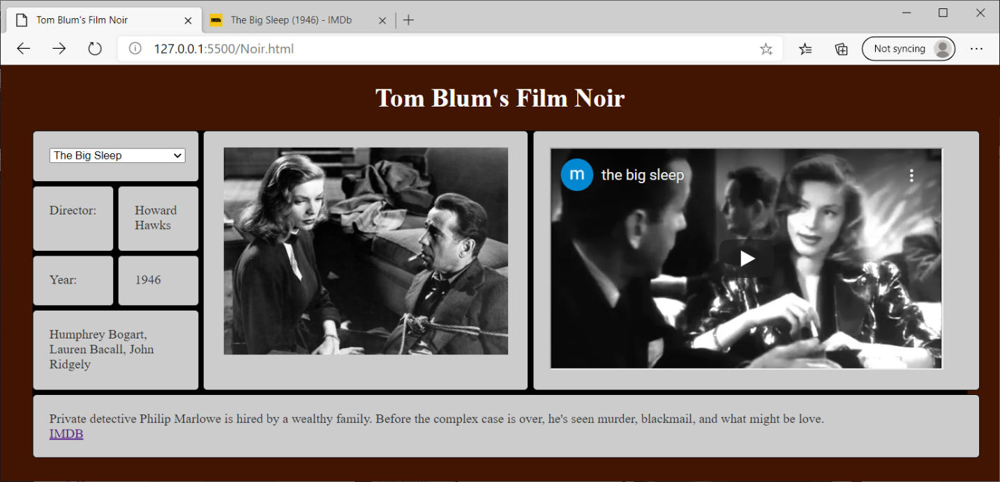 Tom Blum's Film Noir
IMDb The Big Sleep (1946) - IMDb
127.0.0.1:5500/Noir.html
Not syncing
Tom Blum's Film Noir
The Big Sleep
Director:
Howard
Hawks
Year:
1946
Humphrey Bogart,
Lauren Bacall, John
Ridgely
m the big sleep
Private detective Philip Marlowe is hired by a wealthy family. Before the complex case is over, he's seen murder, blackmail, and what might be love.
IMDB